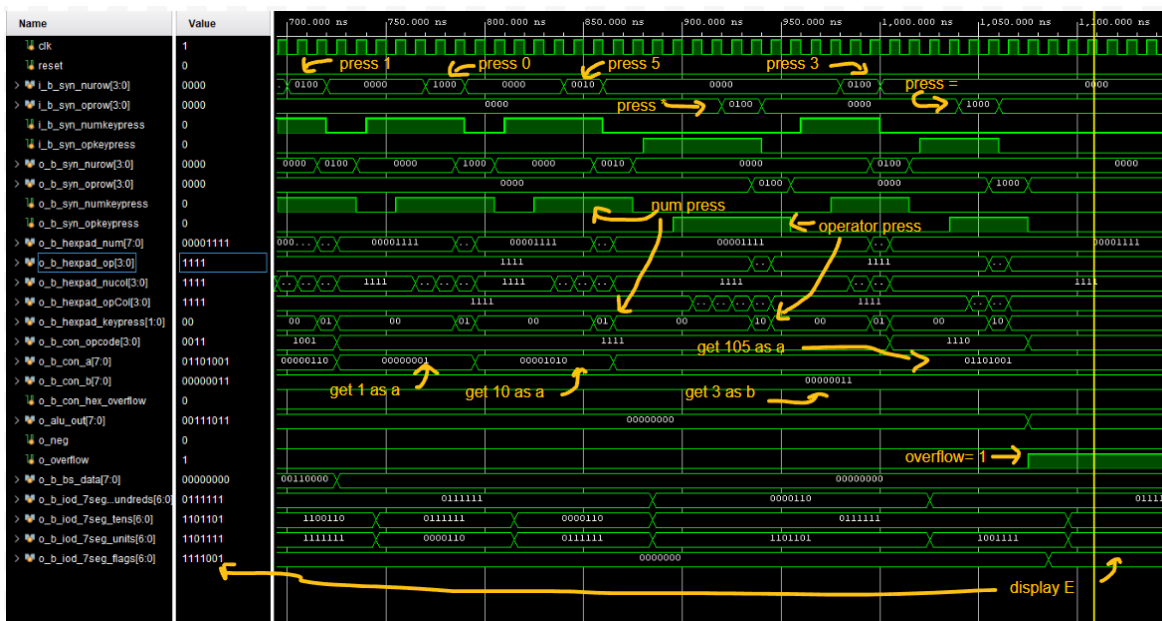 Name Value 700.000 ns 750.000 ns 800.000 ns 850.000 ns 900.000 ns 950.000 ns 1,000.000 ns 1,050.000 ns 1,100.000 ns
clk 1
reset 0 press 1 press 0 press 5 press 3 press =
i_b_syn_nurow[3:0] 0000 0100 0000 1000 0000 0010 0000 0100 0000
i_b_syn_oprow[3:0] 0000 0000 press * 0100 0000 1000
i_b_syn_numkeypress 0
i_b_syn_opkeypress 0
o_b_syn_nurow[3:0] 0000 0000 0100 0000 1000 0000 0010 0000 0100 0000
o_b_syn_oprow[3:0] 0000 0000 0100 0000 1000
o_b_syn_numkeypress 0 num press
o_b_syn_opkeypress 0 operator press
o_b_hexpad_num[7:0] 00001111 000... 00001111 00001111 00001111 00001111
o_b_hexpad_op[3:0] 1111 1111 1111
o_b_hexpad_nucol[3:0] 1111 1111 1111 1111 1111
o_b_hexpad_opCol[3:0] 1111 1111 1111
o_b_hexpad_keypress[1:0] 00 00 01 00 01 00 01 00 10 00 01 00 10 00
o_b_con_opcode[3:0] 0011 1001 1111 1110
get 105 as a
o_b_con_a[7:0] 01101001 00000110 00000001 00001010 01101001
o_b_con_b[7:0] 00000011 00000011
get 1 as a get 10 as a get 3 as b
o_b_con_hex_overflow 0
o_alu_out[7:0] 00111011 00000000
o_neg 0
o_overflow 1 overflow= 1
o_b_bs_data[7:0] 00000000 00110000 00000000
o_b_iod_7seg...undreds[6:0] 0111111 0111111 0000110 01111
o_b_iod_7seg_tens[6:0] 1101101 1100110 0111111 0000110 0111111
o_b_iod_7seg_units[6:0] 1101111 1111111 0000110 0111111 1101101 1001111
o_b_iod_7seg_flags[6:0] 1111001 0000000
display E